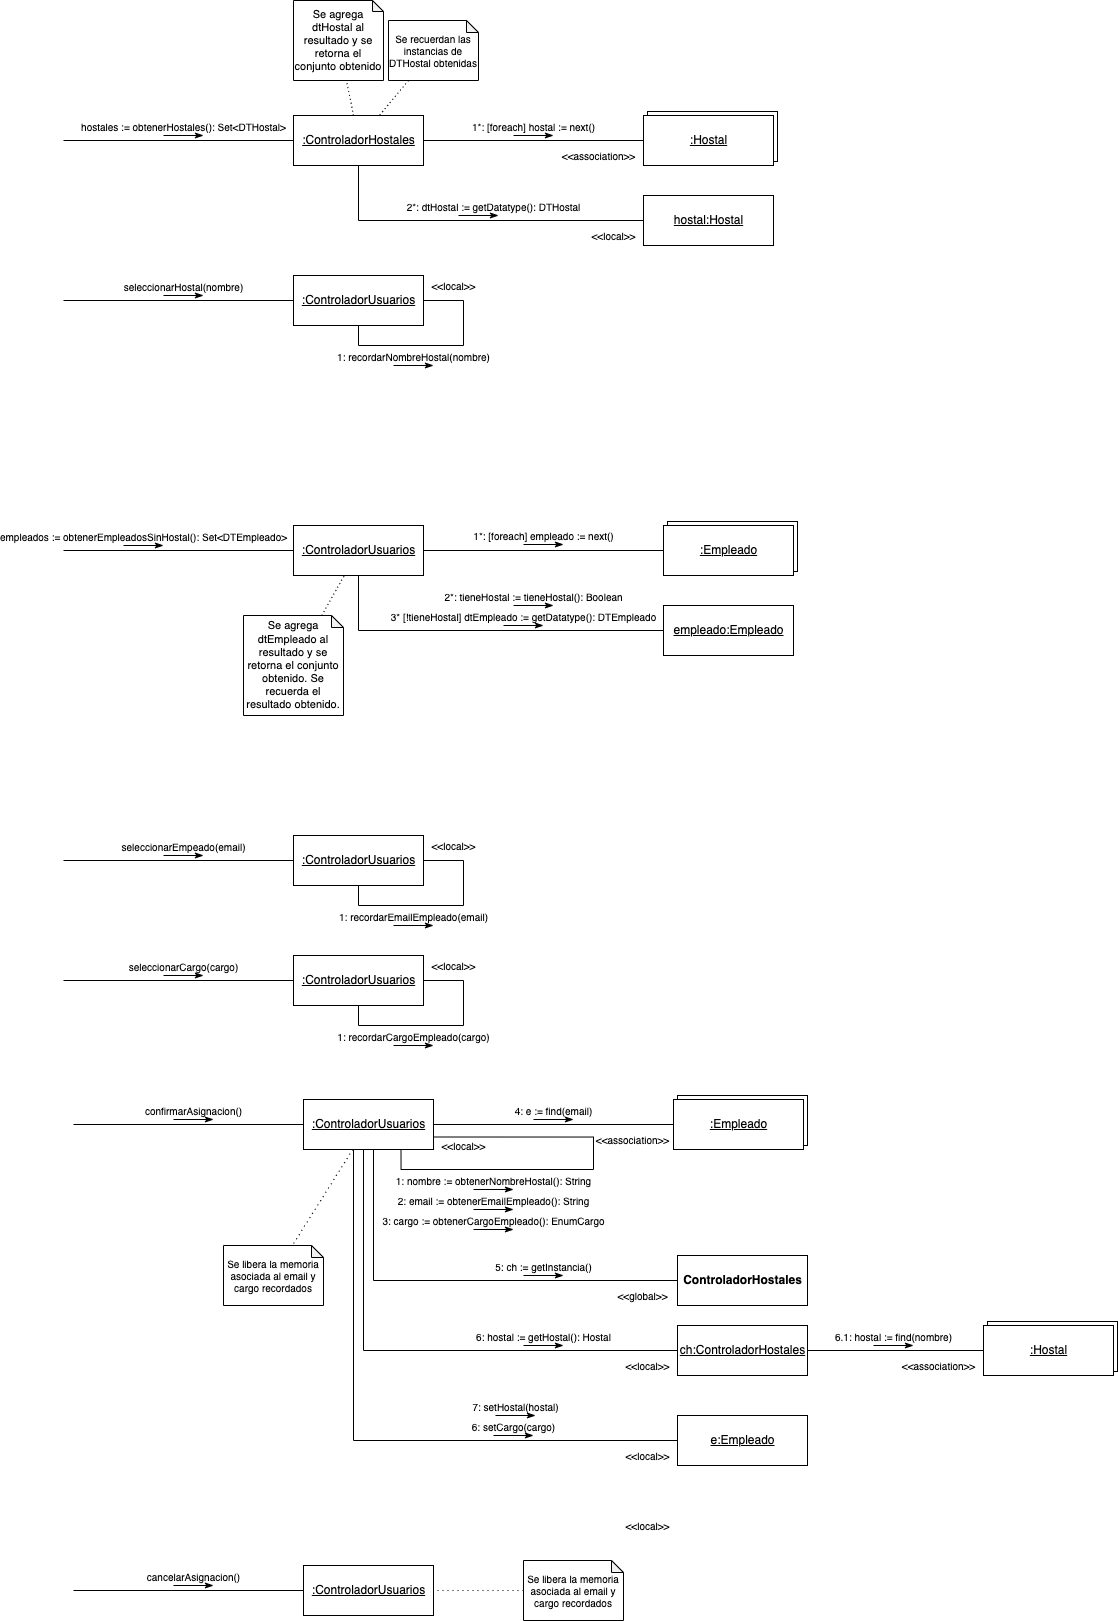 Se agrega
dtHostal al
resultado y se
retorna el
conjunto obtenido
Se recuerdan las
instancias de
DTHostal obtenidas
hostales := obtenerHostales(): Set<DTHostal>
:ControladorHostales
1*: [foreach] hostal := next()
<<association>>
:Hostal
2*: dtHostal := getDatatype(): DTHostal
<<local>>
hostal:Hostal
seleccionarHostal(nombre)
:ControladorUsuarios
<<local>>
1: recordarNombreHostal(nombre)
empleados := obtenerEmpleadosSinHostal(): Set<DTEmpleado>
:ControladorUsuarios
1*: [foreach] empleado := next()
:Empleado
2*: tieneHostal := tieneHostal(): Boolean
3* [!tieneHostal] dtEmpleado := getDatatype(): DTEmpleado
empleado:Empleado
Se agrega
dtEmpleado al
resultado y se
retorna el conjunto
obtenido. Se
recuerda el
resultado obtenido.
seleccionarEmpeado(email)
:ControladorUsuarios
<<local>>
1: recordarEmailEmpleado(email)
seleccionarCargo(cargo)
:ControladorUsuarios
<<local>>
1: recordarCargoEmpleado(cargo)
confirmarAsignacion()
:ControladorUsuarios
4: e := find(email)
<<local>>
<<association>>
:Empleado
1: nombre := obtenerNombreHostal(): String
2: email := obtenerEmailEmpleado(): String
3: cargo := obtenerCargoEmpleado(): EnumCargo
Se libera la memoria
asociada al email y
cargo recordados
5: ch := getInstancia()
<<global>>
ControladorHostales
6: hostal := getHostal(): Hostal
<<local>>
ch:ControladorHostales
6.1: hostal := find(nombre)
<<association>>
:Hostal
7: setHostal(hostal)
6: setCargo(cargo)
<<local>>
e:Empleado
<<local>>
cancelarAsignacion()
:ControladorUsuarios
Se libera la memoria
asociada al email y
cargo recordados